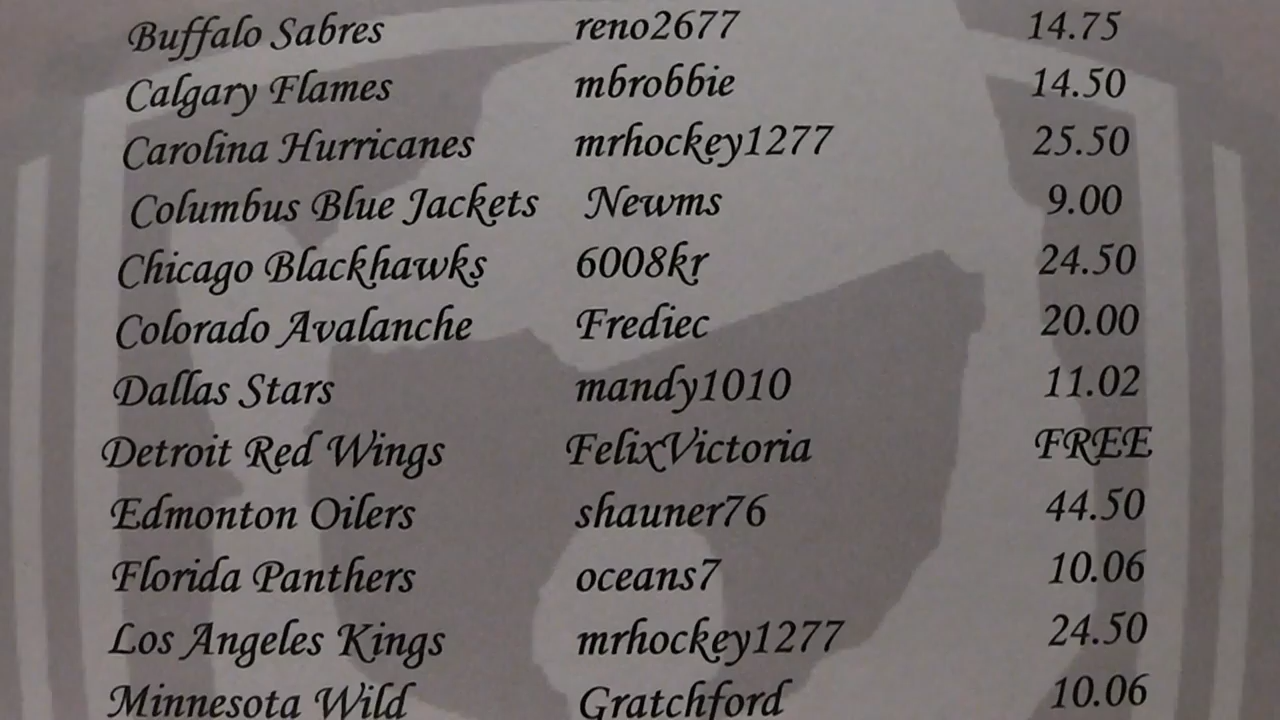 Buffalo Sabres reno2677 14.75
Calgary Flames mbrobbie 14.50
Carolina Hurricanes mrhockey1277 25.50
Columbus Blue Jackets Newms 9.00
Chicago Blackhawks 6008kr 24.50
Colorado Avalanche Frediec 20.00
Dallas Stars mandy1010 11.02
Detroit Red Wings FelixVictoria FREE
Edmonton Oilers shauner76 44.50
Florida Panthers oceans7 10.06
Los Angeles Kings mrhockey1277 24.50
Minnesota Wild Gratchford 10.06